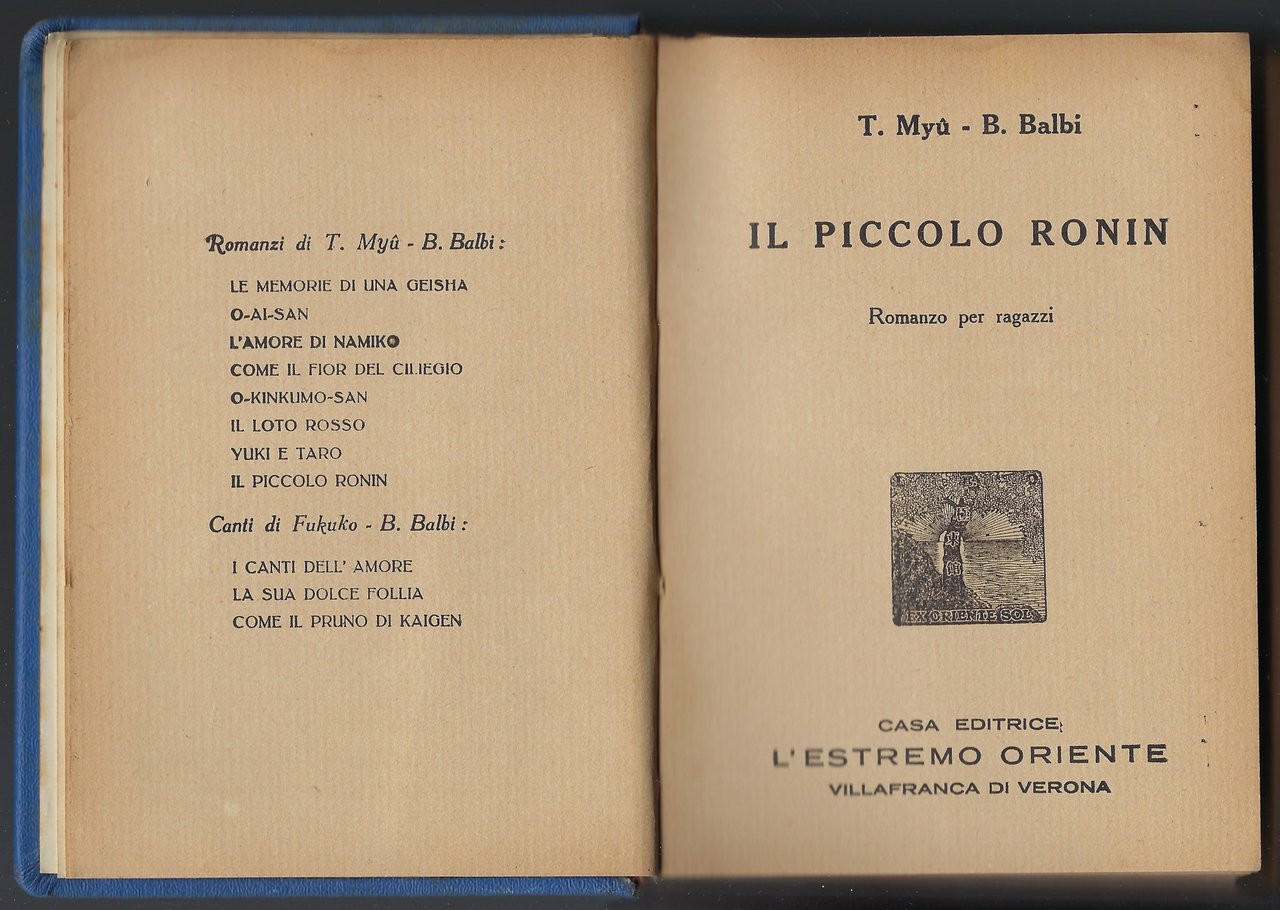 Romanzi di T. Myû - B. Balbi :
LE MEMORIE DI UNA GEISHA
O-AI-SAN
L'AMORE DI NAMIKO
COME IL FIOR DEL CILIEGIO
O-KINKUMO-SAN
IL LOTO ROSSO
YUKI E TARO
IL PICCOLO RONIN
Canti di Fukuko - B. Balbi :
I CANTI DELL' AMORE
LA SUA DOLCE FOLLIA
COME IL PRUNO DI KAIGEN
T. Myû - B. Balbi
IL PICCOLO RONIN
Romanzo per ragazzi
EX ORIENTE SOL
CASA EDITRICE
L'ESTREMO ORIENTE
VILLAFRANCA DI VERONA